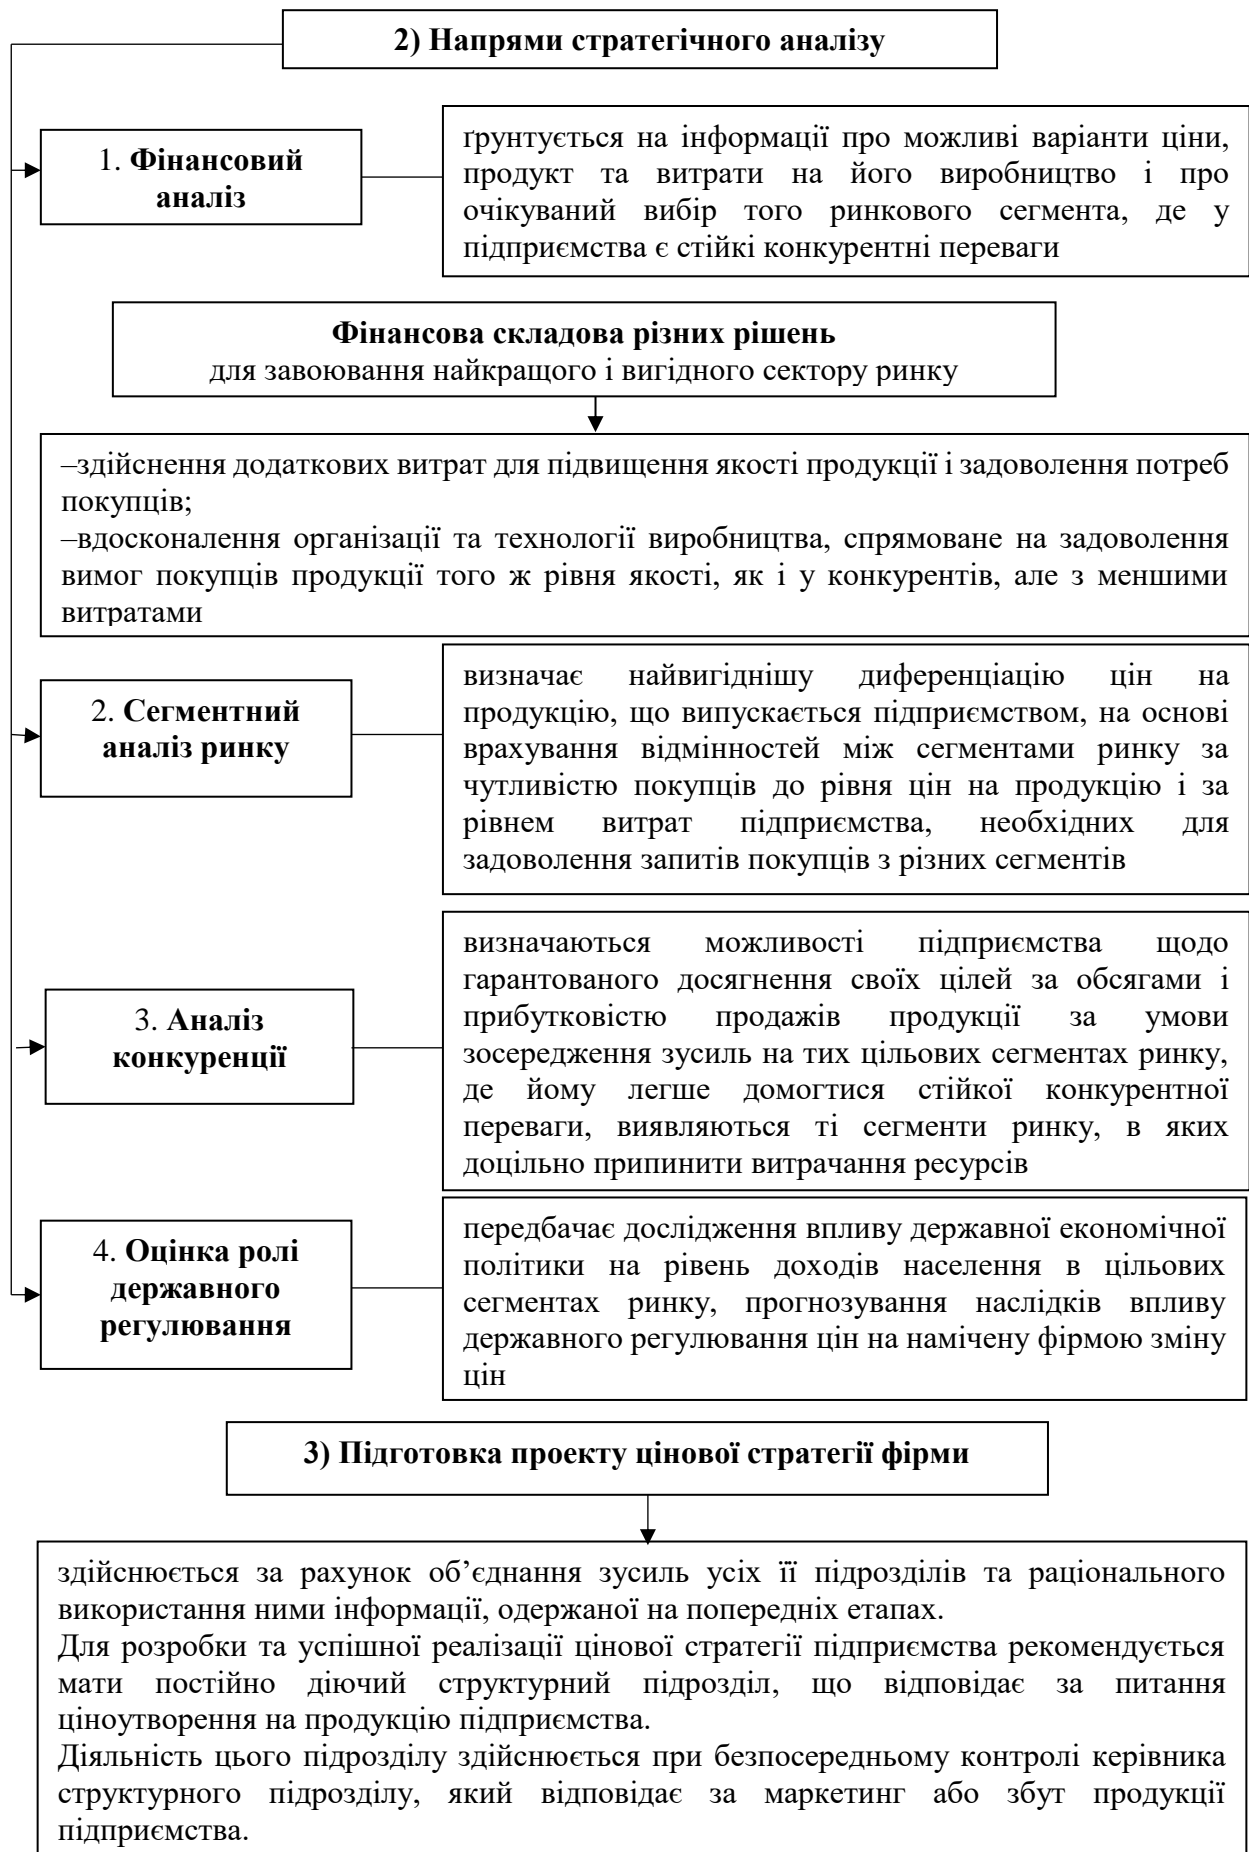 2) Напрями стратегічного аналізу
1. Фінансовий
аналіз
ґрунтується на інформації про можливі варіанти ціни,
продукт та витрати на його виробництво і про
очікуваний вибір того ринкового сегмента, де у
підприємства є стійкі конкурентні переваги
Фінансова складова різних рішень
для завоювання найкращого і вигідного сектору ринку
–здійснення додаткових витрат для підвищення якості продукції і задоволення потреб
покупців;
–вдосконалення організації та технології виробництва, спрямоване на задоволення
вимог покупців продукції того ж рівня якості, як і у конкурентів, але з меншими
витратами
2. Сегментний
аналіз ринку
визначає найвигіднішу диференціацію цін на
продукцію, що випускається підприємством, на основі
врахування відмінностей між сегментами ринку за
чутливістю покупців до рівня цін на продукцію і за
рівнем витрат підприємства, необхідних для
задоволення запитів покупців з різних сегментів
3. Аналіз
конкуренції
визначаються можливості підприємства щодо
гарантованого досягнення своїх цілей за обсягами і
прибутковістю продажів продукції за умови
зосередження зусиль на тих цільових сегментах ринку,
де йому легше домогтися стійкої конкурентної
переваги, виявляються ті сегменти ринку, в яких
доцільно припинити витрачання ресурсів
4. Оцінка ролі
державного
регулювання
передбачає дослідження впливу державної економічної
політики на рівень доходів населення в цільових
сегментах ринку, прогнозування наслідків впливу
державного регулювання цін на намічену фірмою зміну
цін
3) Підготовка проекту цінової стратегії фірми
здійснюється за рахунок об’єднання зусиль усіх її підрозділів та раціонального
використання ними інформації, одержаної на попередніх етапах.
Для розробки та успішної реалізації цінової стратегії підприємства рекомендується
мати постійно діючий структурний підрозділ, що відповідає за питання
ціноутворення на продукцію підприємства.
Діяльність цього підрозділу здійснюється при безпосередньому контролі керівника
структурного підрозділу, який відповідає за маркетинг або збут продукції
підприємства.